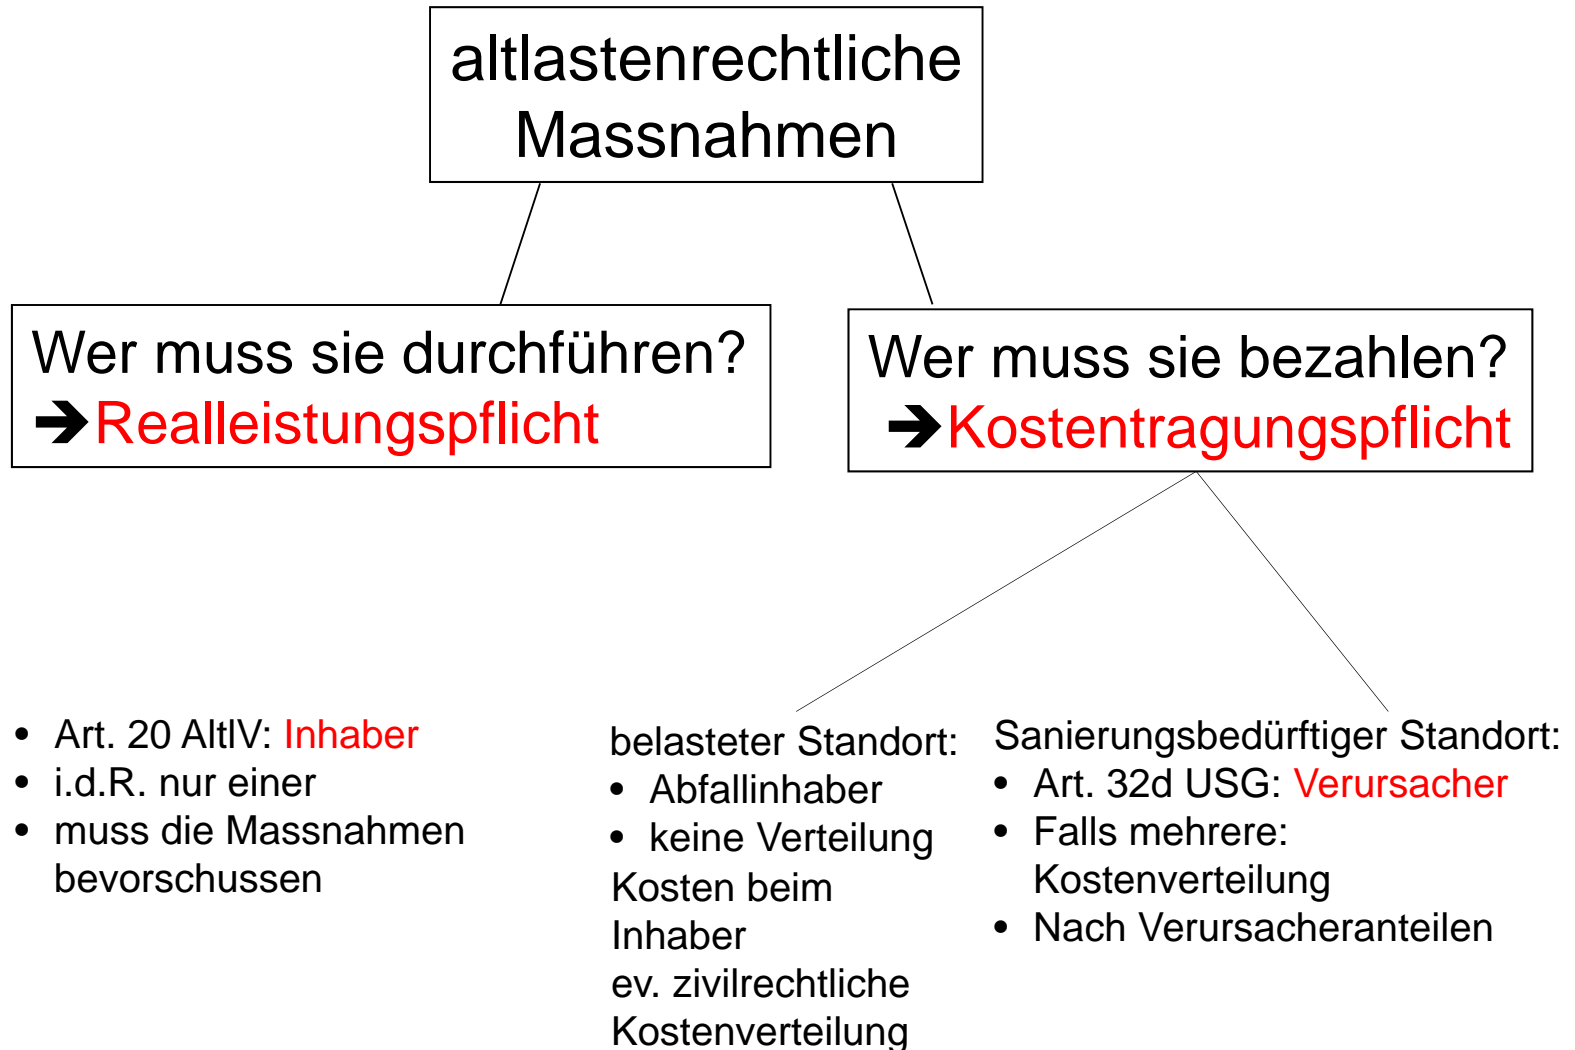 altlastenrechtliche
Massnahmen
Wer muss sie durchführen?
➔Realleistungspflicht
Wer muss sie bezahlen?
➔Kostentragungspflicht
• Art. 20 AltlV: Inhaber
• i.d.R. nur einer
• muss die Massnahmen
bevorschussen
belasteter Standort:
• Abfallinhaber
• keine Verteilung
Kosten beim
Inhaber
ev. zivilrechtliche
Kostenverteilung
Sanierungsbedürftiger Standort:
• Art. 32d USG: Verursacher
• Falls mehrere:
Kostenverteilung
• Nach Verursacheranteilen